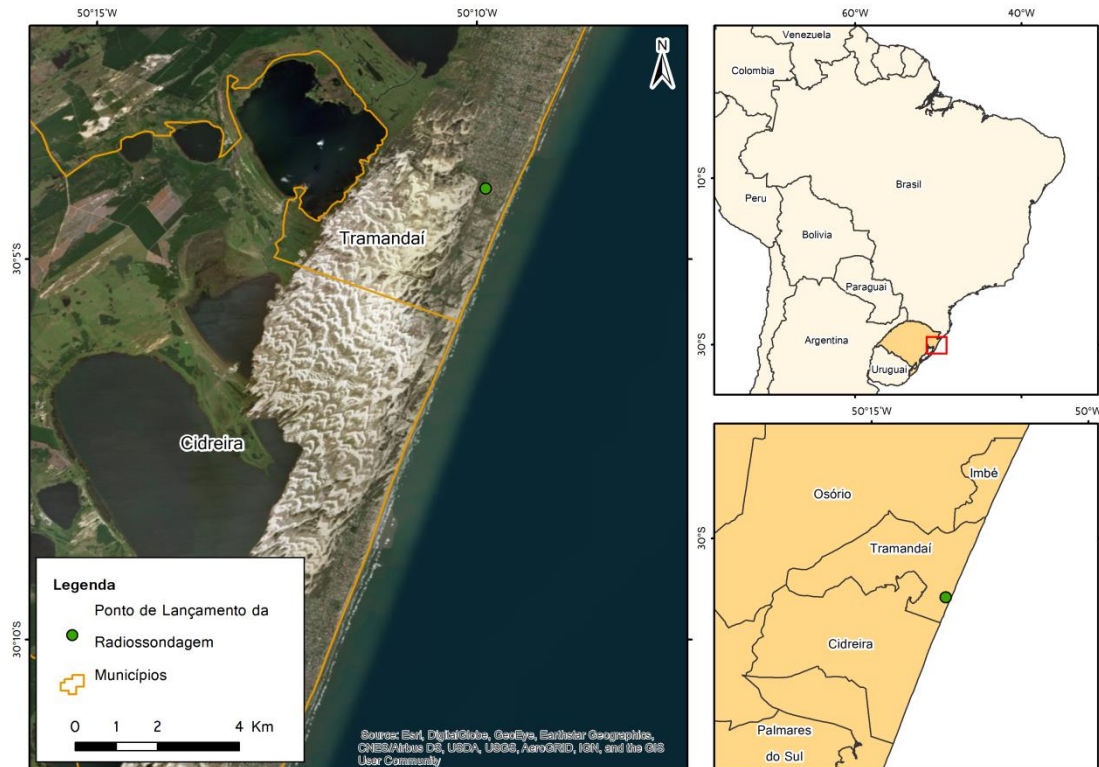 50°15'W
50°10'W
N
30°5'S
30°10'S
Tramandaí
Cidreira
Legenda
Ponto de Lançamento da
Radiossondagem
Municípios
0 1 2 4 Km
Source: Esri, DigitalGlobe, GeoEye, Earthstar Geographics,
CNES/Airbus DS, USDA, USGS, AeroGRID, IGN, and the GIS
User Community
60°W
40°W
10°S
30°S
Venezuela
Colombia
Brasil
Peru
Bolivia
Paraguai
Argentina
Uruguai
50°15'W
50°W
30°S
Imbé
Osório
Tramandaí
Cidreira
Palmares
do Sul